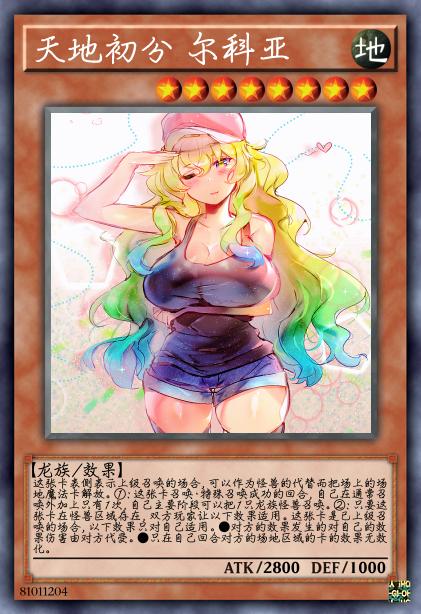 天地初分 尔科亚
地
【龙族/效果】
这张卡表侧表示上级召唤的场合，可以作为怪兽的代替而把场上的场
地魔法卡解放。①：这张卡召唤·特殊召唤成功的回合，自己在通常召
唤外加上只有1次，自己主要阶段可以把1只龙族怪兽召唤。②：只要这
张卡在怪兽区域存在，双方玩家让以下效果适用。这张卡是已上级召
唤的场合，以下效果只对自己适用。●对方的效果发生的对自己的效
果伤害由对方代受。●只在自己回合对方的场地区域的卡的效果无数
化。
ATK/2800 DEF/1000
81011204